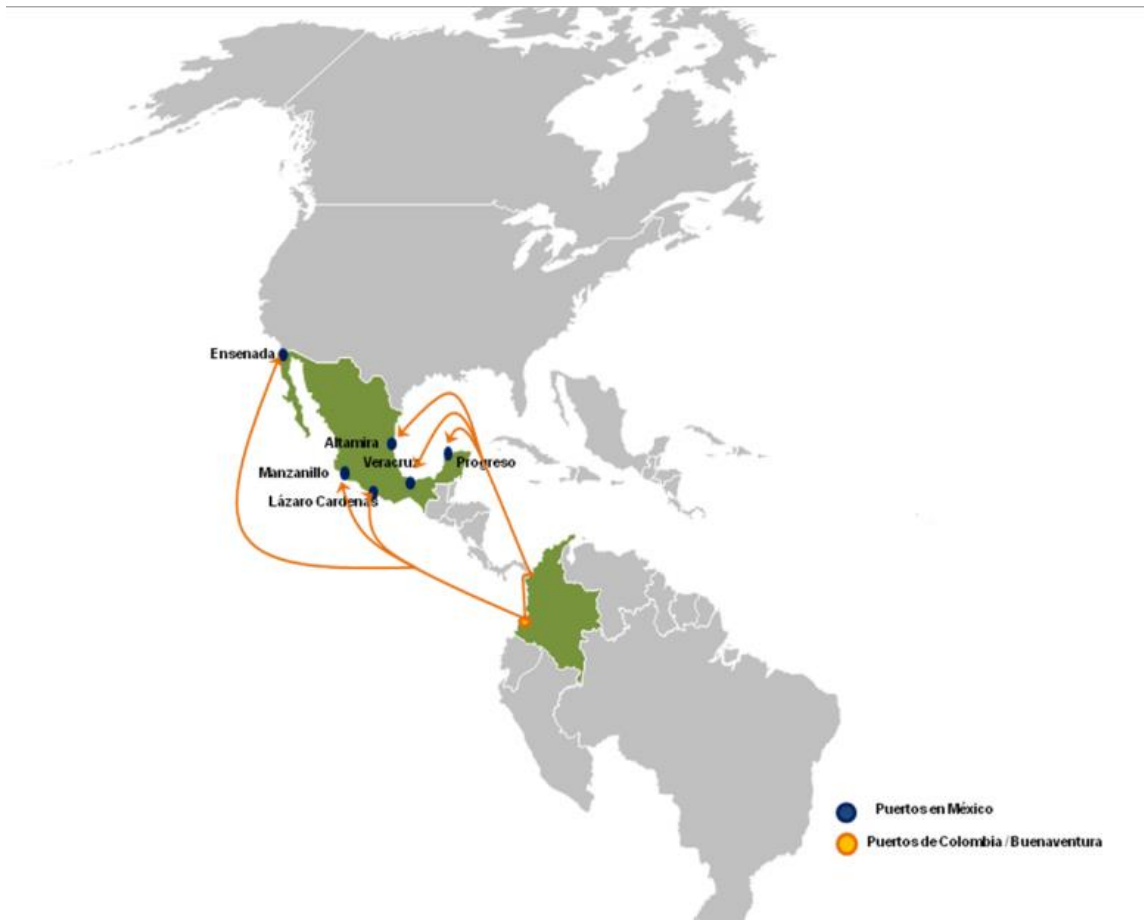 Ensenada
Altamira
Veracruz
Progreso
Manzanillo
Lázaro Cardenas
Puertos en México
Puertos de Colombia / Buenaventura